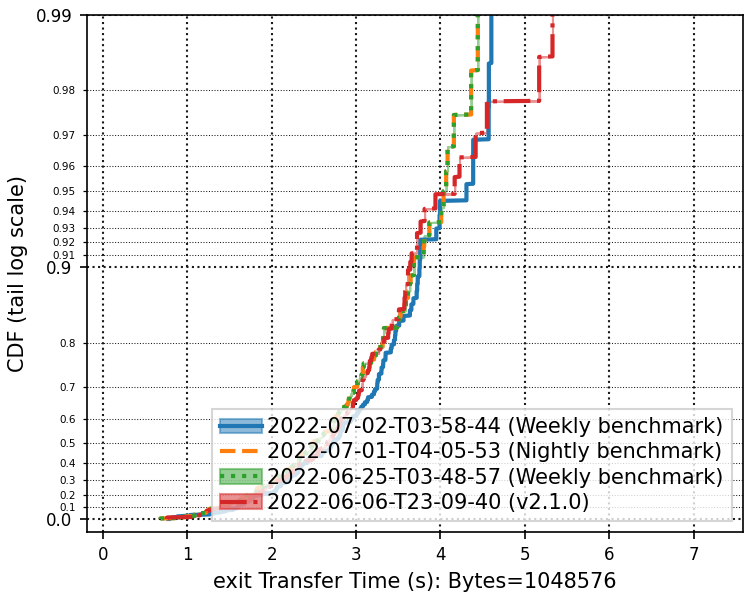 0.99
0.98
0.97
0.96
0.95
0.94
0.93
0.92
0.91
0.9
0.8
0.7
0.6
0.5
0.4
0.3
0.2
0.1
0.0
CDF (tail log scale)
2022-07-02-T03-58-44 (Weekly benchmark)
2022-07-01-T04-05-53 (Nightly benchmark)
2022-06-25-T03-48-57 (Weekly benchmark)
2022-06-06-T23-09-40 (v2.1.0)
0 1 2 3 4 5 6 7
exit Transfer Time (s): Bytes=1048576